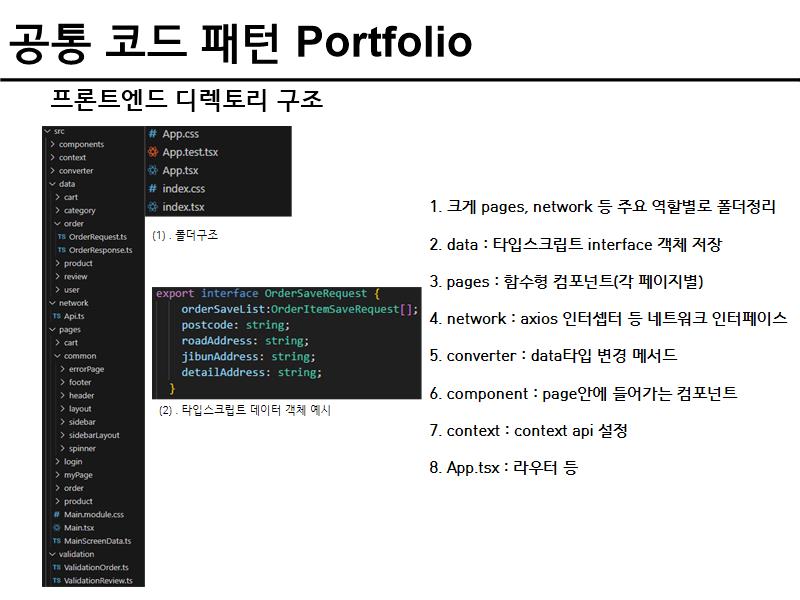 공통 코드 패턴 Portfolio
프론트엔드 디렉토리 구조
src
components
context
converter
data
cart
category
order
TS OrderRequest.ts
TS OrderResponse.ts
product
review
user
network
TS Api.ts
pages
cart
common
errorPage
footer
header
layout
sidebar
sidebarLayout
spinner
login
myPage
order
product
# Main.module.css
Main.tsx
TS MainScreenData.ts
validation
TS ValidationOrder.ts
TS ValidationReview.ts
# App.css
App.test.tsx
App.tsx
# index.css
index.tsx
(1) . 폴더구조
export interface OrderSaveRequest {
orderSaveList:OrderItemSaveRequest[];
postcode: string;
roadAddress: string;
jibunAddress: string;
detailAddress: string;
}
(2) . 타입스크립트 데이터 객체 예시
1. 크게 pages, network 등 주요 역할별로 폴더정리
2. data : 타입스크립트 interface 객체 저장
3. pages : 함수형 컴포넌트(각 페이지별)
4. network : axios 인터셉터 등 네트워크 인터페이스
5. converter : data타입 변경 메서드
6. component : page안에 들어가는 컴포넌트
7. context : context api 설정
8. App.tsx : 라우터 등